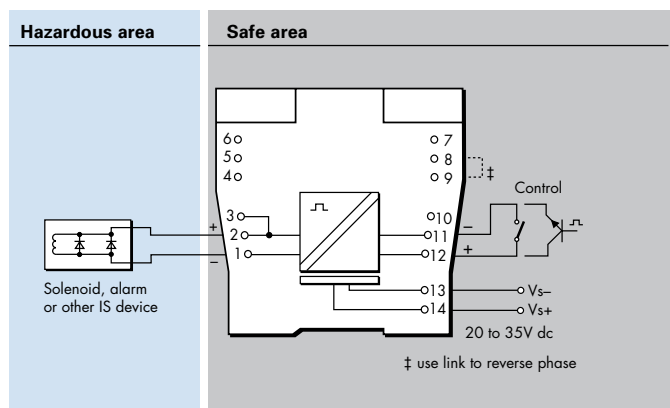 Hazardous area
Safe area
6
5
4
3
2
1
7
8
9
‡
Control
10
11
12
+
–
–
+
13
14
Vs–
Vs+
20 to 35V dc
Solenoid, alarm
or other IS device
‡ use link to reverse phase